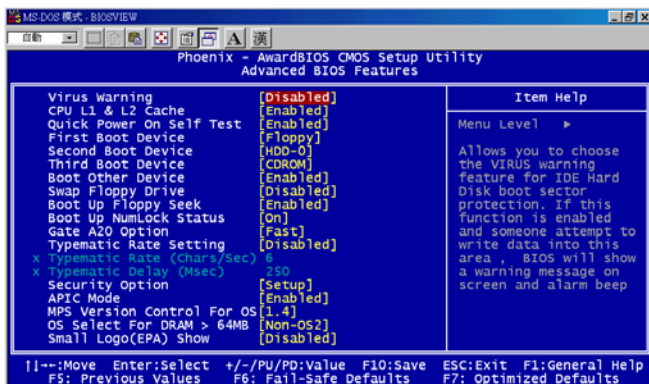 MS-DOS 模式 - BIOSVIEW
自動
A 漢
Phoenix - AwardBIOS CMOS Setup Utility
Advanced BIOS Features
Virus Warning [Disabled]
CPU L1 & L2 Cache [Enabled]
Quick Power On Self Test [Enabled]
First Boot Device [Floppy]
Second Boot Device [HDD-0]
Third Boot Device [CDROM]
Boot Other Device [Enabled]
Swap Floppy Drive [Disabled]
Boot Up Floppy Seek [Enabled]
Boot Up NumLock Status [On]
Gate A20 Option [Fast]
Typematic Rate Setting [Disabled]
x Typematic Rate (Chars/Sec) 6
x Typematic Delay (Msec) 250
Security Option [Setup]
APIC Mode [Enabled]
MPS Version Control For OS[1.4]
OS Select For DRAM > 64MB [Non-OS2]
Small Logo(EPA) Show [Disabled]
Item Help
Menu Level ►
Allows you to choose
the VIRUS warning
feature for IDE Hard
Disk boot sector
protection. If this
function is enabled
and someone attempt to
write data into this
area , BIOS will show
a warning message on
screen and alarm beep
↑↓→←:Move Enter:Select +/-/PU/PD:Value F10:Save ESC:Exit F1:General Help
F5: Previous Values F6: Fail-Safe Defaults F7: Optimized Defaults